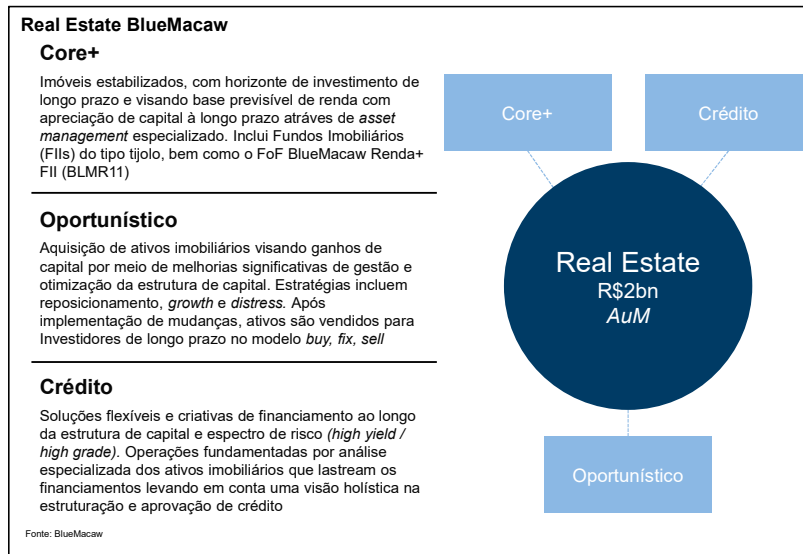 Real Estate BlueMacaw
Core+
Imóveis estabilizados, com horizonte de investimento de
longo prazo e visando base previsível de renda com
apreciação de capital à longo prazo atráves de asset
management especializado. Inclui Fundos Imobiliários
(FIIs) do tipo tijolo, bem como o FoF BlueMacaw Renda+
FII (BLMR11)
Oportunístico
Aquisição de ativos imobiliários visando ganhos de
capital por meio de melhorias significativas de gestão e
otimização da estrutura de capital. Estratégias incluem
reposicionamento, growth e distress. Após
implementação de mudanças, ativos são vendidos para
Investidores de longo prazo no modelo buy, fix, sell
Crédito
Soluções flexíveis e criativas de financiamento ao longo
da estrutura de capital e espectro de risco (high yield /
high grade). Operações fundamentadas por análise
especializada dos ativos imobiliários que lastreiam os
financiamentos levando em conta uma visão holística na
estruturação e aprovação de crédito
Fonte: BlueMacaw
Core+
Crédito
Real Estate
R$2bn
AuM
Oportunístico